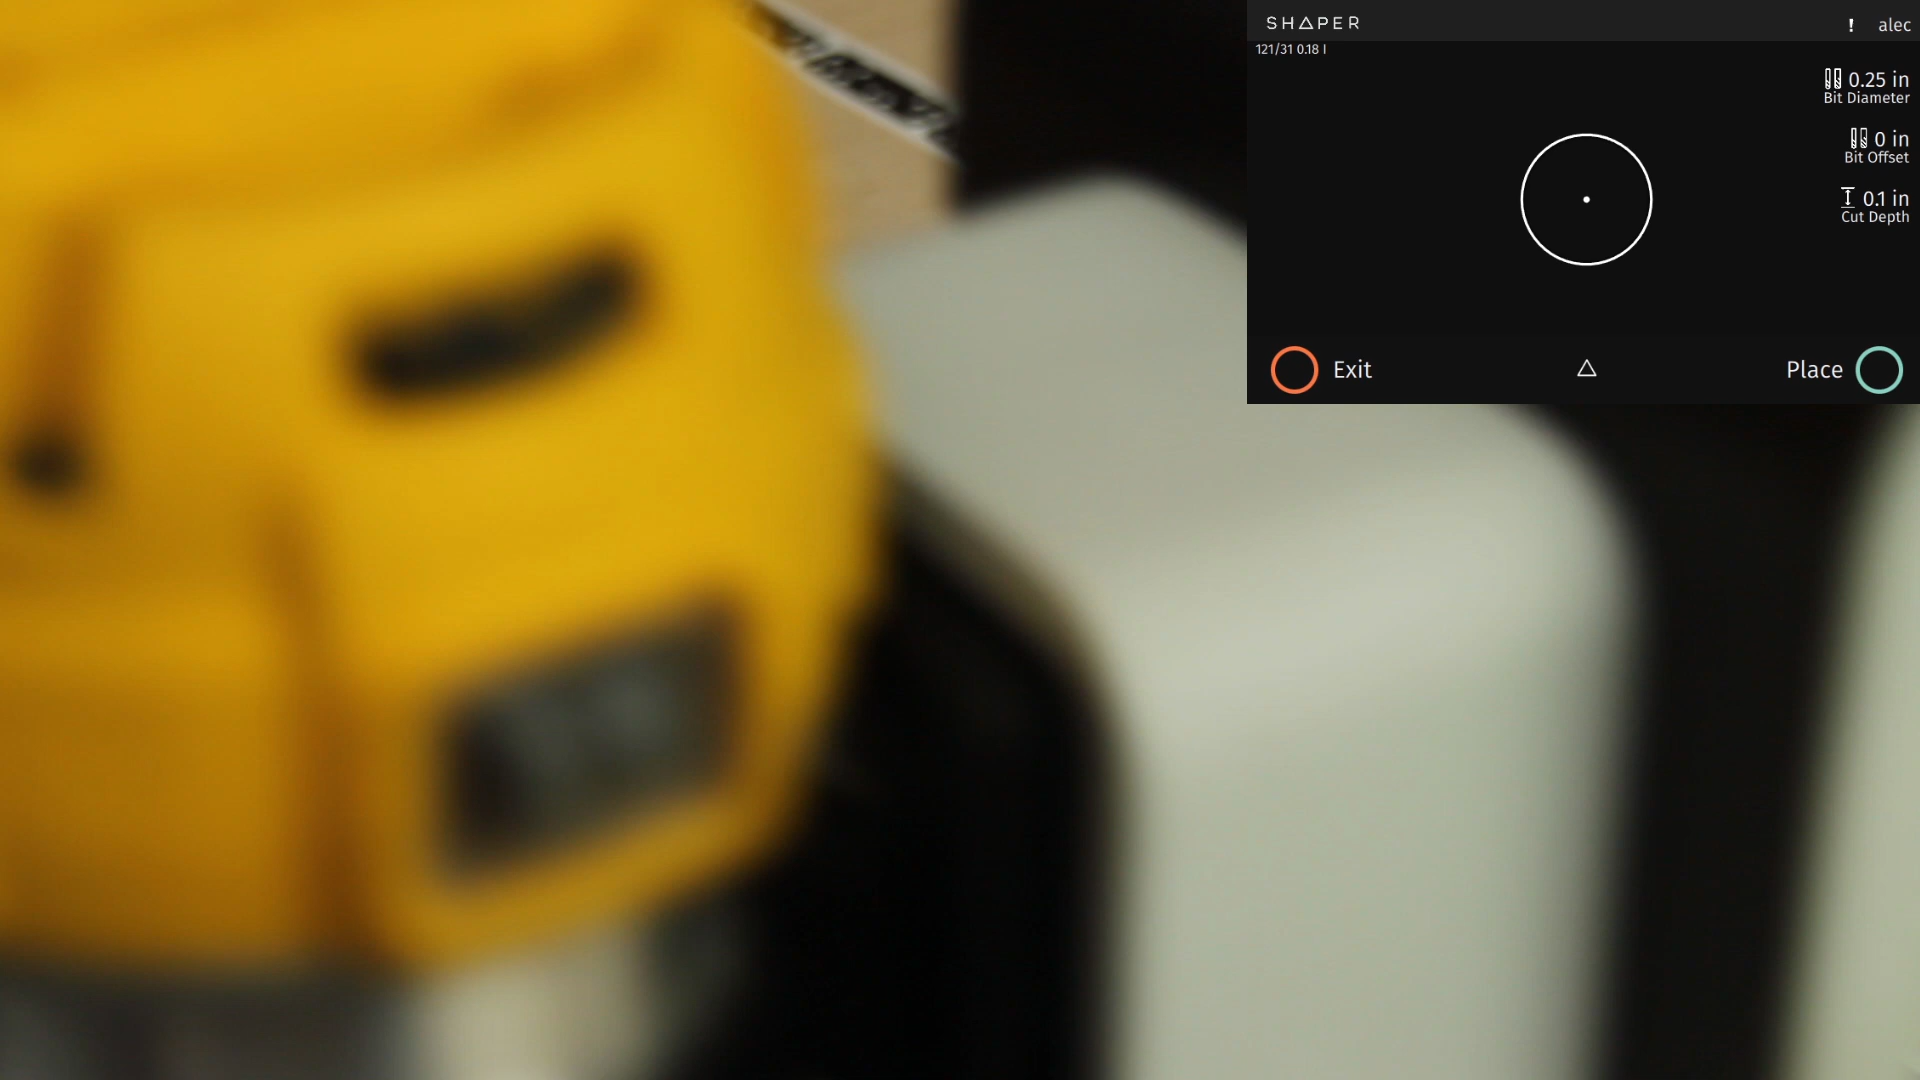 SHAPER
! alec
121/31 0.18 I
0.25 in
Bit Diameter
0 in
Bit Offset
0.1 in
Cut Depth
Exit
Place